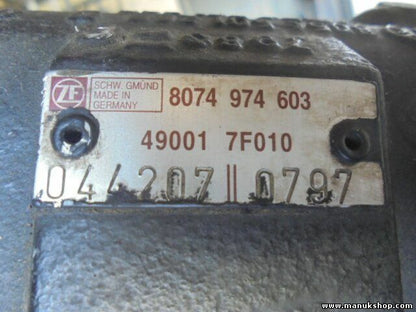 ZF
SCHW. GMÜND
MADE IN
GERMANY
8074 974 603
49001 7F010
044207 || 0797
www.manukshop.com